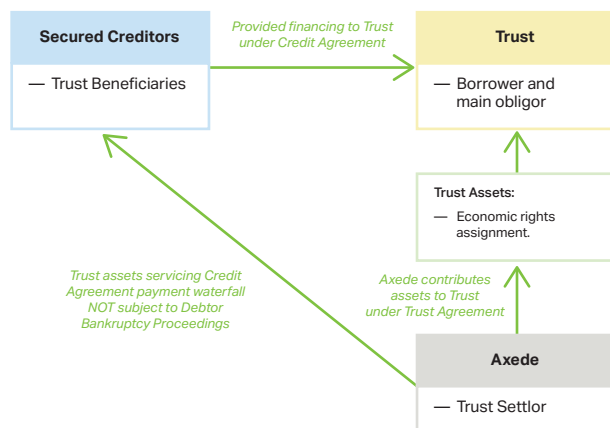 Secured Creditors
— Trust Beneficiaries
Provided financing to Trust
under Credit Agreement
Trust
— Borrower and
main obligor
Trust Assets:
— Economic rights
assignment.
Trust assets servicing Credit
Agreement payment waterfall
NOT subject to Debtor
Bankruptcy Proceedings
Axede contributes
assets to Trust
under Trust Agreement
Axede
— Trust Settlor